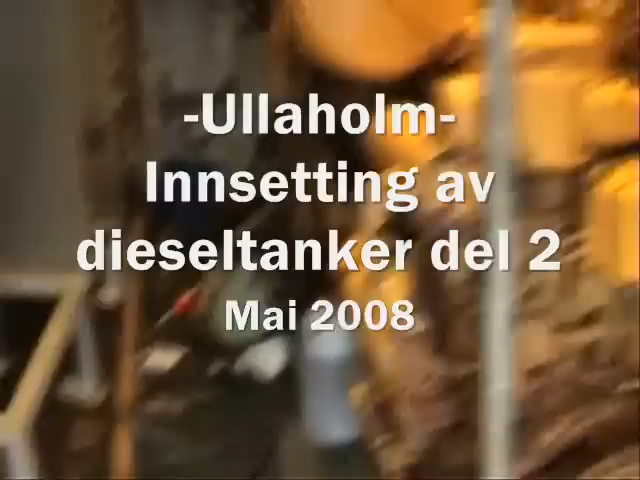 -Ullaholm-
Innsetting av
dieseltanker del 2
Mai 2008